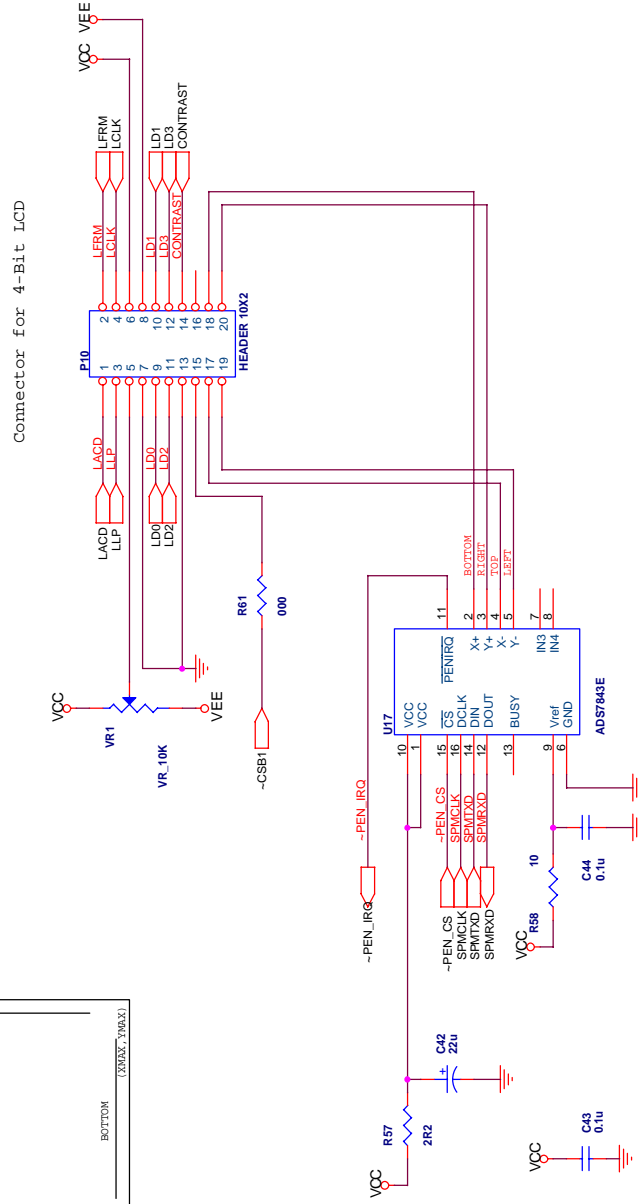 Connector for 4-Bit LCD
VCC
VEE
LFRM
LCLK
LD1
LD3
CONTRAST
LFRM
LCLK
LD1
LD3
CONTRAST
P10
2
4
6
8
10
12
14
16
18
20
1
3
5
7
9
11
13
15
17
19
HEADER 10X2
LACD
LLP
LD0
LD2
LACD
LLP
LD0
LD2
R61
000
~CSB1
VCC
VR1
VR_10K
VEE
BOTTOM
RIGHT
TOP
LEFT
11
2
3
4
5
7
8
PENIRQ
X+
Y+
X-
Y-
IN3
IN4
U17
VCC
VCC
CS
DCLK
DIN
DOUT
BUSY
Vref
GND
ADS7843E
10
1
15
16
14
12
13
9
6
~PEN_IRQ
~PEN_IRQ
~PEN_CS
SPMCLK
SPMTXD
SPMRXD
~PEN_CS
SPMCLK
SPMTXD
SPMRXD
VCC
R58
10
C44
0.1u
VCC
R57
2R2
C42
22u
+
VCC
C43
0.1u
BOTTOM
(XMAX,YMAX)